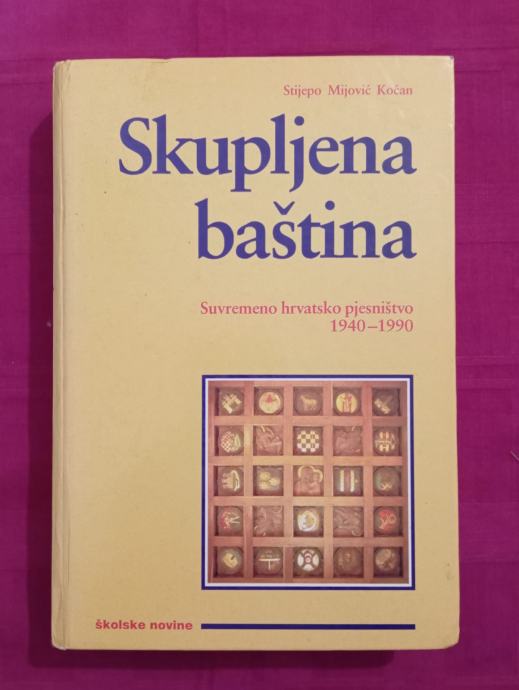 Stijepo Mijović Kočan
Skupljena
baština
Suvremeno hrvatsko pjesništvo
1940–1990
školske novine